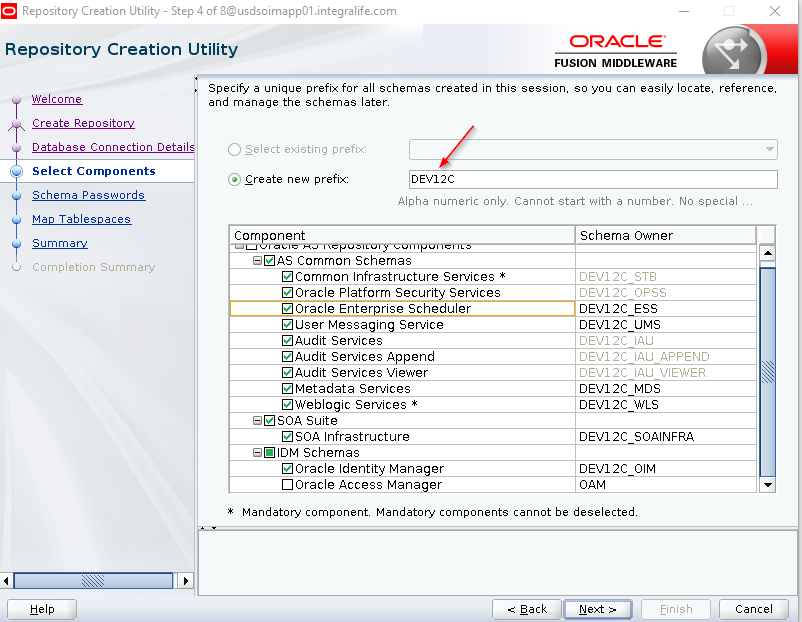 Repository Creation Utility - Step 4 of 8@usdsoimapp01.integralife.com
Repository Creation Utility
ORACLE
FUSION MIDDLEWARE
Welcome
Create Repository
Database Connection Details
Select Components
Schema Passwords
Map Tablespaces
Summary
Completion Summary
Specify a unique prefix for all schemas created in this session, so you can easily locate, reference,
and manage the schemas later.
Select existing prefix:
Create new prefix: DEV12C
Alpha numeric only. Cannot start with a number. No special ...
Component Schema Owner
Oracle AS Repository Components
AS Common Schemas
Common Infrastructure Services * DEV12C_STB
Oracle Platform Security Services DEV12C_OPSS
Oracle Enterprise Scheduler DEV12C_ESS
User Messaging Service DEV12C_UMS
Audit Services DEV12C_IAU
Audit Services Append DEV12C_IAU_APPEND
Audit Services Viewer DEV12C_IAU_VIEWER
Metadata Services DEV12C_MDS
Weblogic Services * DEV12C_WLS
SOA Suite
SOA Infrastructure DEV12C_SOAINFRA
IDM Schemas
Oracle Identity Manager DEV12C_OIM
Oracle Access Manager OAM
* Mandatory component. Mandatory components cannot be deselected.
Help < Back Next > Finish Cancel